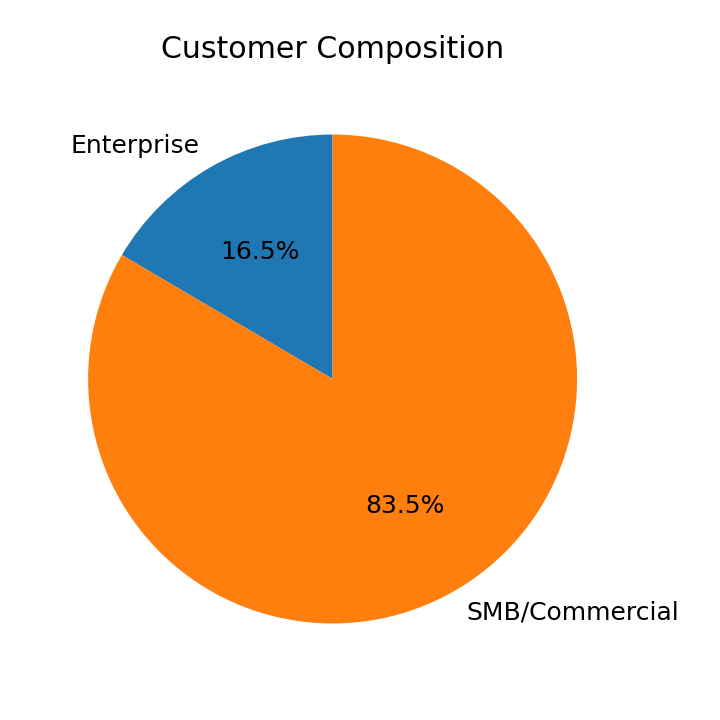 Customer Composition
Enterprise
16.5%
83.5%
SMB/Commercial